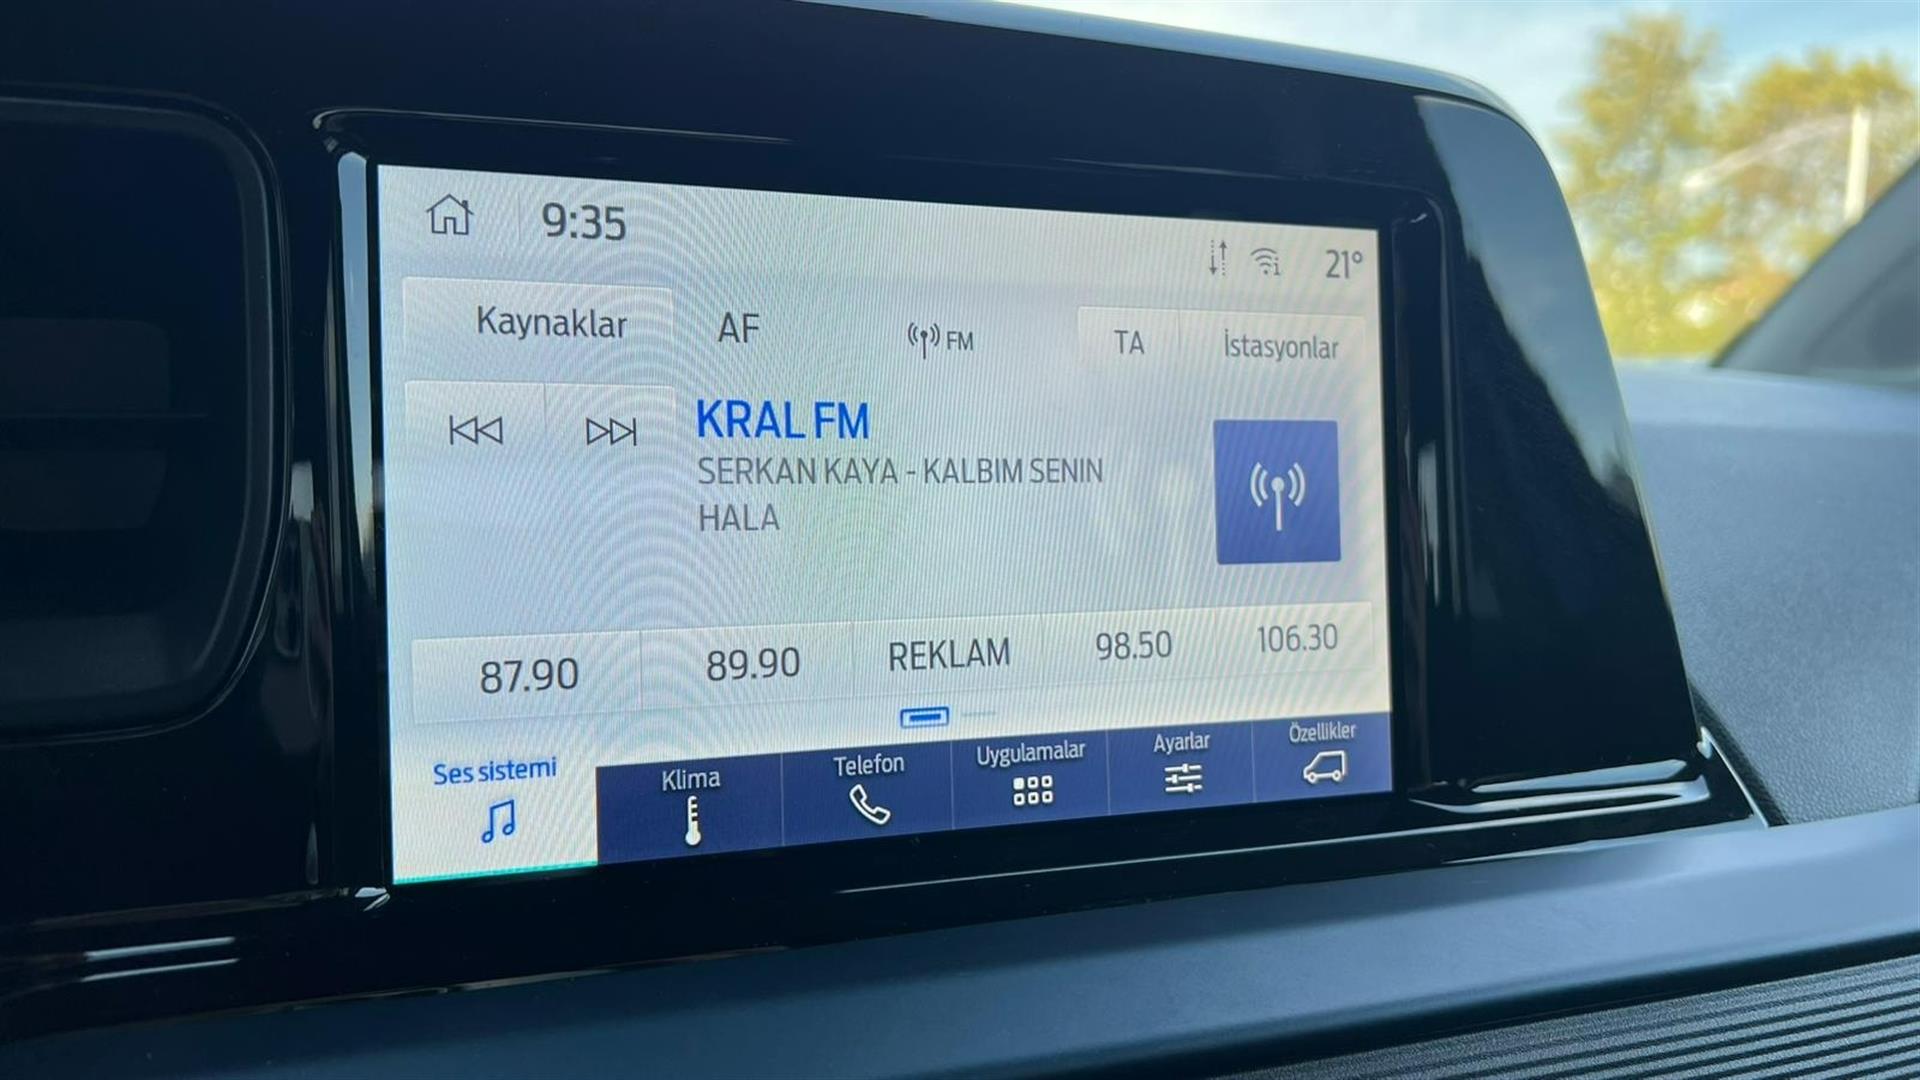 9:35
21°
Kaynaklar
AF
FM
TA
İstasyonlar
KRAL FM
SERKAN KAYA - KALBIM SENIN
HALA
87.90
89.90
REKLAM
98.50
106.30
Ses sistemi
Klima
Telefon
Uygulamalar
Ayarlar
Özellikler